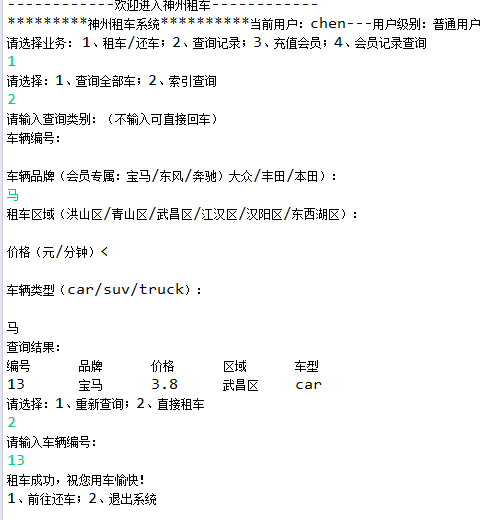 ------------欢迎进入神州租车------------
*********神州租车系统**********当前用户：chen---用户级别：普通用户
请选择业务：1、租车/还车；2、查询记录；3、充值会员；4、会员记录查询
1
请选择：1、查询全部车；2、索引查询
2
请输入查询类别：（不输入可直接回车）
车辆编号：
车辆品牌（会员专属：宝马/东风/奔驰）大众/丰田/本田）：
马
租车区域（洪山区/青山区/武昌区/江汉区/汉阳区/东西湖区）：
价格（元/分钟）<
车辆类型（car/suv/truck）：
马
查询结果：
编号 品牌 价格 区域 车型
13 宝马 3.8 武昌区 car
请选择：1、重新查询；2、直接租车
2
请输入车辆编号：
13
租车成功，祝您用车愉快！
1、前往还车；2、退出系统